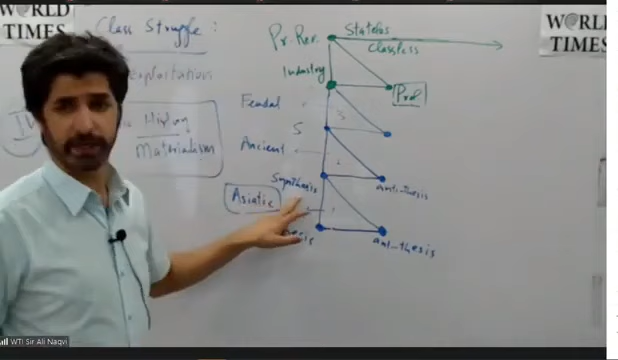 WORLD
TIMES
WORLD
TIMES
Class Struggle :
Exploitation
History
Materialism
Pr. Rev.
Stateless
Classless
Industry
Prol
Feudal
S
Ancient
Synthesis
anti-thesis
Asiatic
anti-thesis
WTI Sir Ali Naqvi